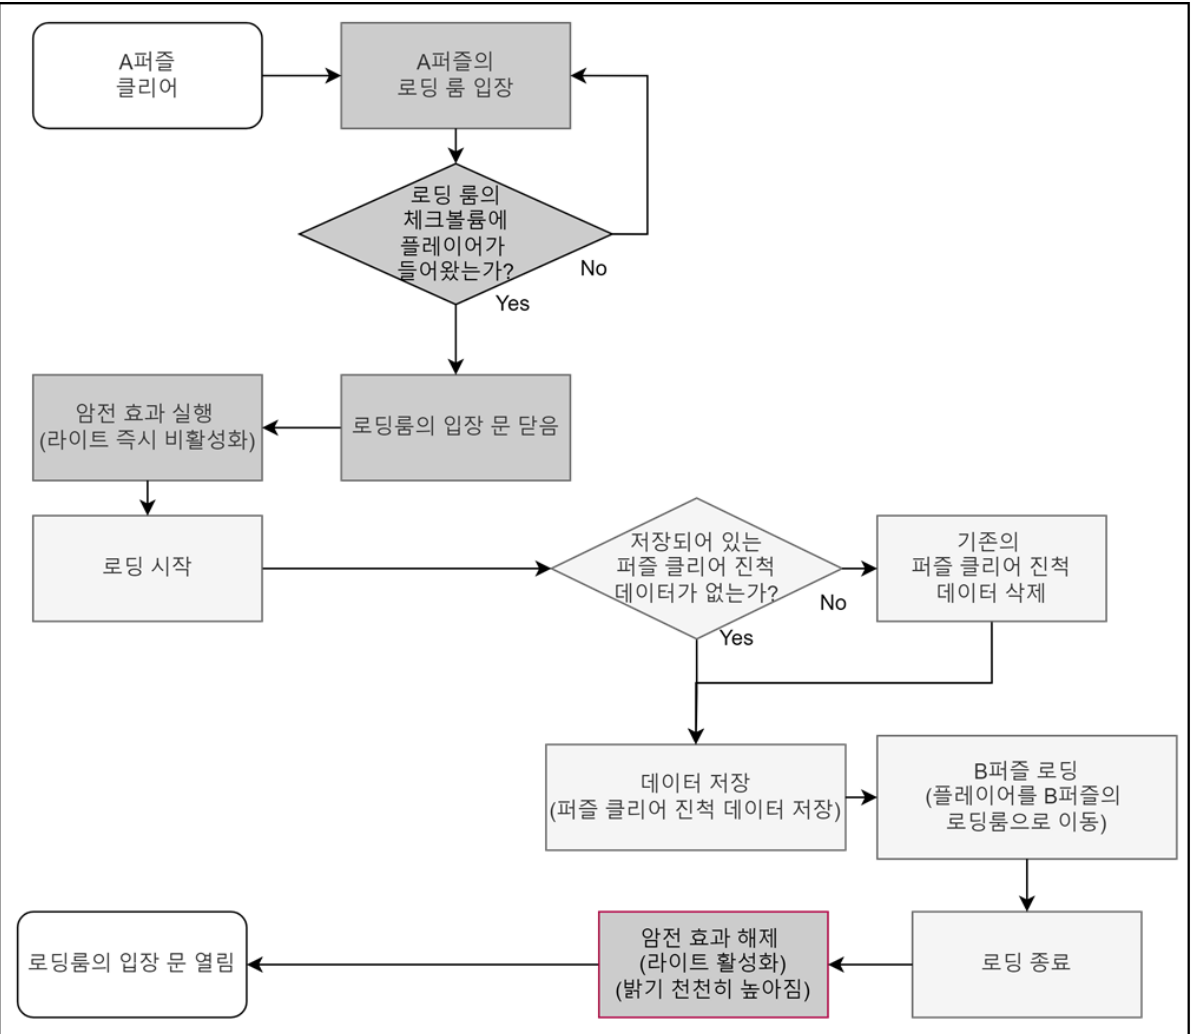 A퍼즐
클리어
A퍼즐의
로딩 룸 입장
로딩 룸의
체크볼륨에
플레이어가
들어왔는가?
No
Yes
암전 효과 실행
(라이트 즉시 비활성화)
로딩룸의 입장 문 닫음
로딩 시작
저장되어 있는
퍼즐 클리어 진척
데이터가 없는가?
No
Yes
기존의
퍼즐 클리어 진척
데이터 삭제
데이터 저장
(퍼즐 클리어 진척 데이터 저장)
B퍼즐 로딩
(플레이어를 B퍼즐의
로딩룸으로 이동)
로딩룸의 입장 문 열림
암전 효과 해제
(라이트 활성화)
(밝기 천천히 높아짐)
로딩 종료